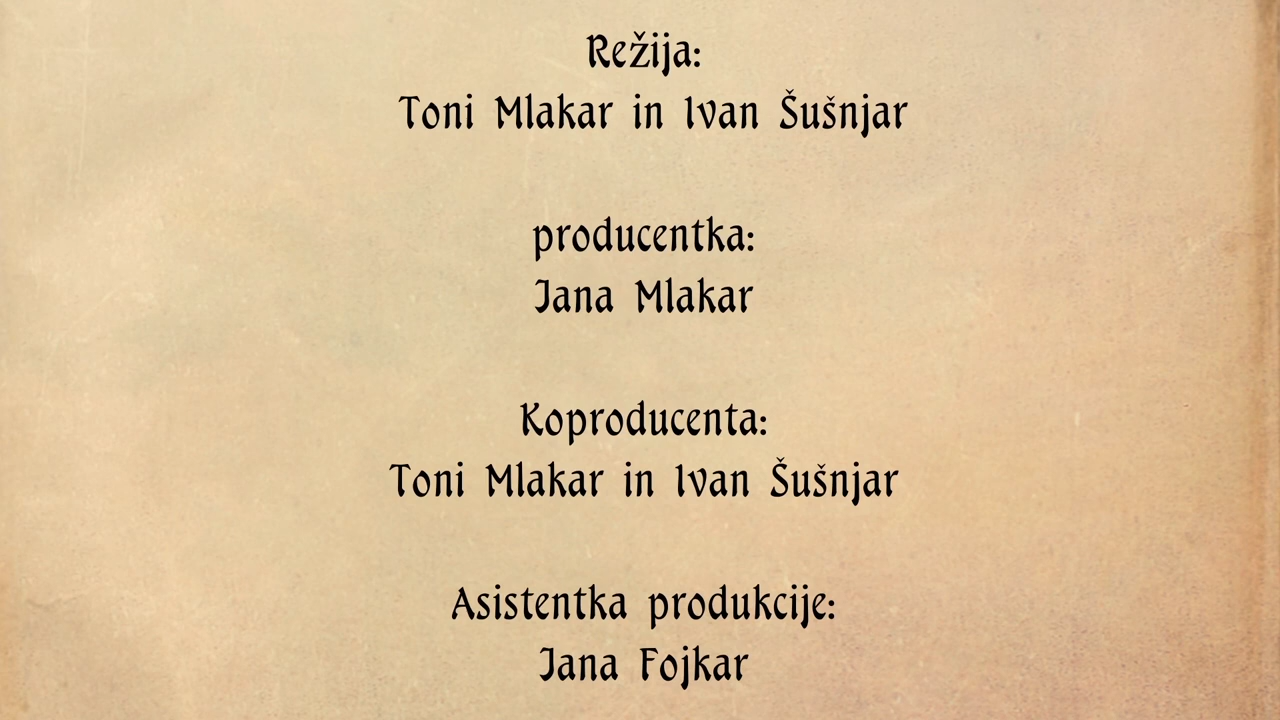 Režija:
Toni Mlakar in Ivan Šušnjar
producentka:
Jana Mlakar
Koproducenta:
Toni Mlakar in Ivan Šušnjar
Asistentka produkcije:
Jana Fojkar